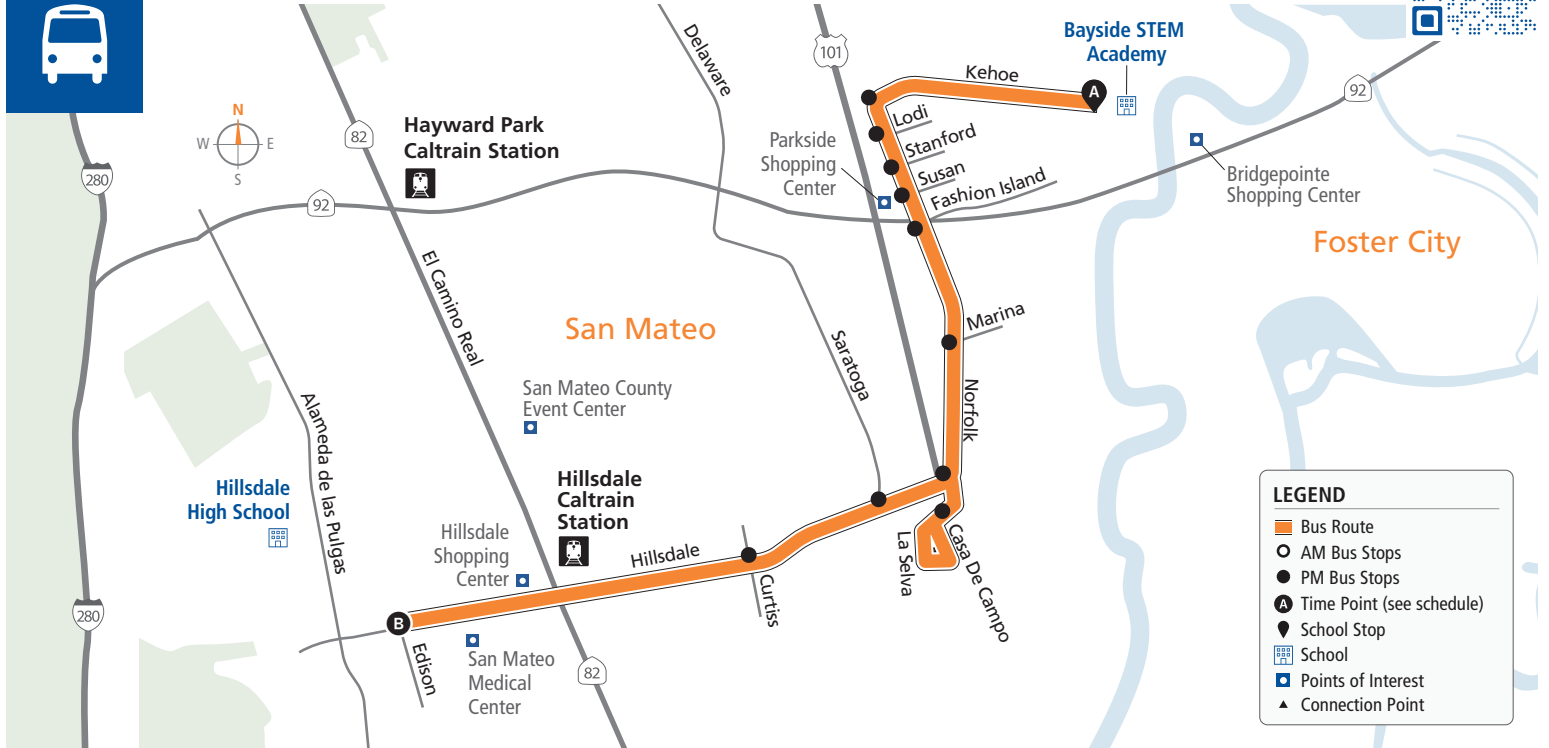 Bayside STEM
Academy
Delaware
101
Kehoe
A
92
82
Hayward Park
Caltrain Station
N
W
E
S
280
Lodi
Stanford
Susan
Fashion Island
Parkside
Shopping
Center
Bridgepointe
Shopping Center
92
Foster City
El Camino Real
San Mateo
Marina
Saratoga
San Mateo County
Event Center
Norfolk
Alameda de las Pulgas
Hillsdale
High School
Hillsdale
Caltrain
Station
Hillsdale
Shopping
Center
Hillsdale
Curtiss
La Selva
Casa De Campo
280
B
Edison
San Mateo
Medical
Center
82
LEGEND
Bus Route
AM Bus Stops
PM Bus Stops
A Time Point (see schedule)
School Stop
School
Points of Interest
Connection Point